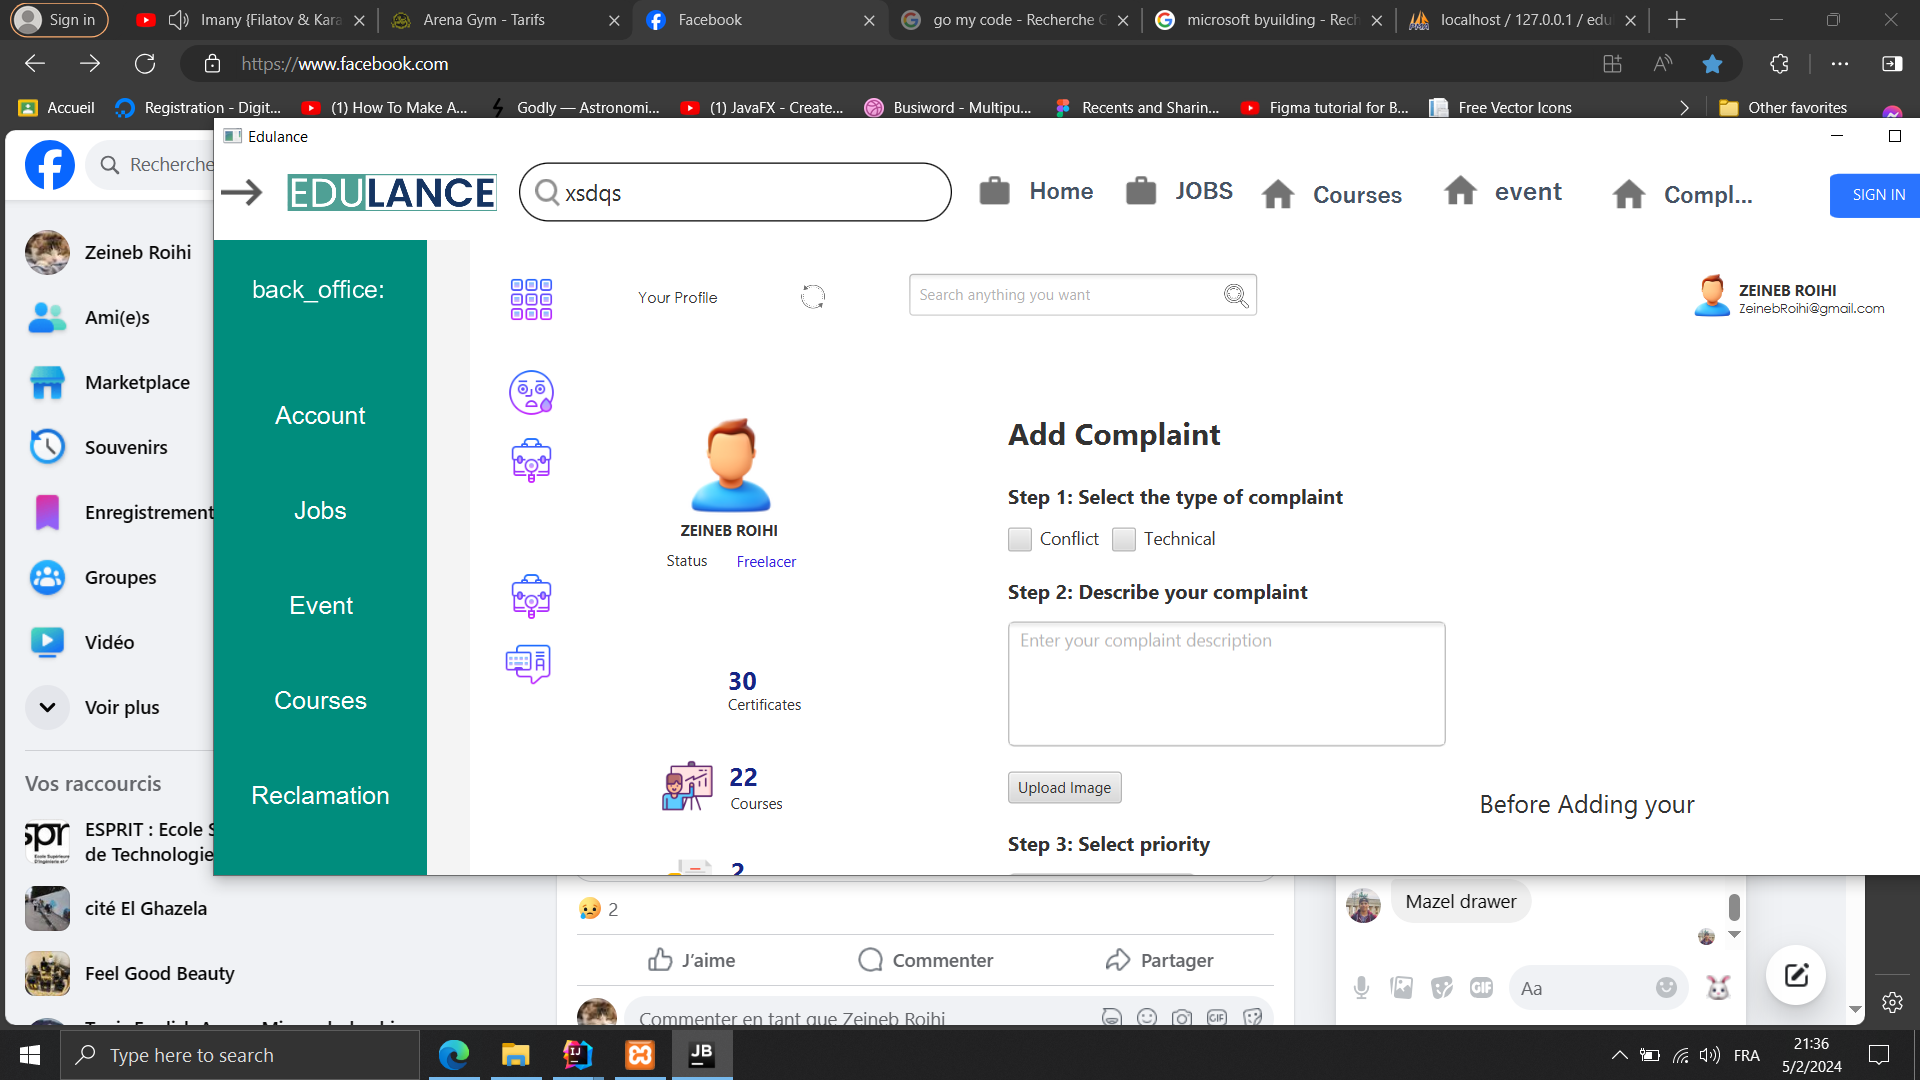 Sign in
Imany {Filatov & Kara
Arena Gym - Tarifs
Facebook
go my code - Recherche G
microsoft byuilding - Rech
localhost / 127.0.0.1 / edu
https://www.facebook.com
Accueil
Registration - Digit...
(1) How To Make A...
Godly — Astronomi...
(1) JavaFX - Create...
Busiword - Multipu...
Recents and Sharin...
Figma tutorial for B...
Free Vector Icons
Other favorites
Recherche
Zeineb Roihi
Ami(e)s
Marketplace
Souvenirs
Enregistrement
Groupes
Vidéo
Voir plus
Vos raccourcis
ESPRIT : Ecole S
de Technologie
cité El Ghazela
Feel Good Beauty
Edulance
EDULANCE
xsdqs
Home
JOBS
Courses
event
Compl...
SIGN IN
back_office:
Account
Jobs
Event
Courses
Reclamation
Your Profile
Search anything you want
ZEINEB ROIHI
ZeinebRoihi@gmail.com
ZEINEB ROIHI
Status
Freelacer
30
Certificates
22
Courses
2
Add Complaint
Step 1: Select the type of complaint
Conflict
Technical
Step 2: Describe your complaint
Enter your complaint description
Upload Image
Before Adding your
Step 3: Select priority
2
J'aime
Commenter
Partager
Commenter en tant que Zeineb Roihi
GIF
Mazel drawer
GIF
Aa
Type here to search
IJ
JB
FRA
21:36
5/2/2024